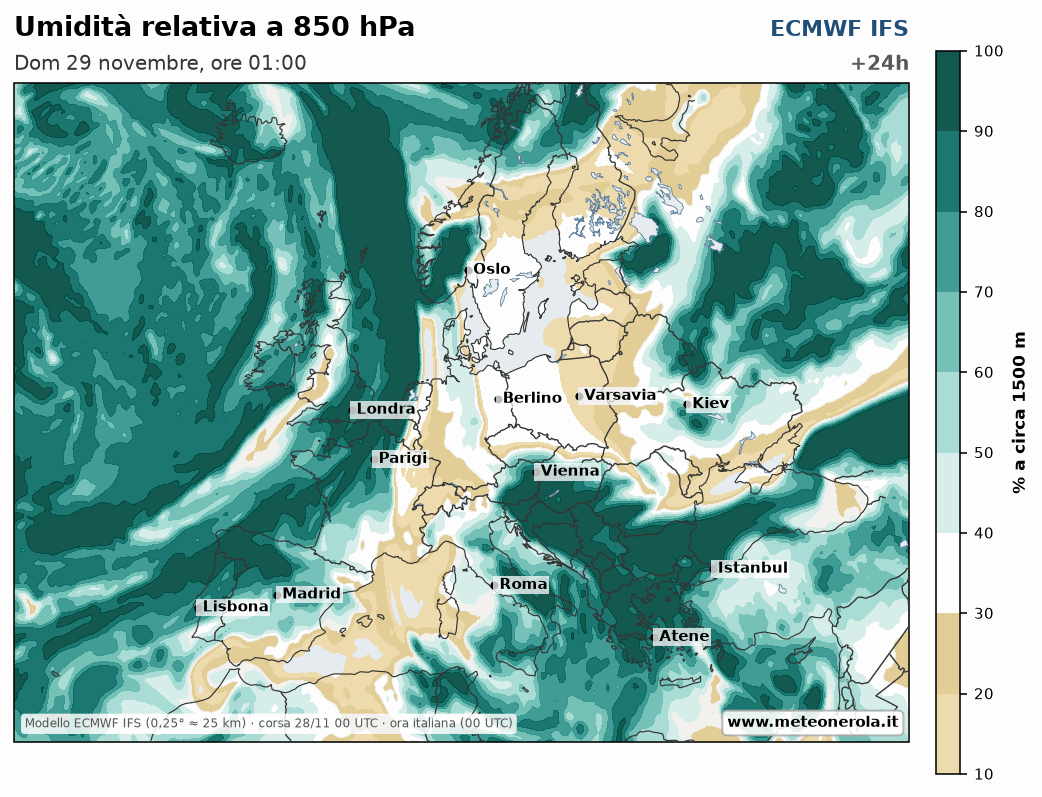 Umidità relativa a 850 hPa
ECMWF IFS
Dom 29 novembre, ore 01:00
+24h
100
90
80
70
60
50
40
30
20
10
% a circa 1500 m
Oslo
Berlino
Varsavia
Kiev
Londra
Parigi
Vienna
Istanbul
Roma
Madrid
Lisbona
Atene
Modello ECMWF IFS (0,25° ≈ 25 km) · corsa 28/11 00 UTC · ora italiana (00 UTC)
www.meteonerola.it